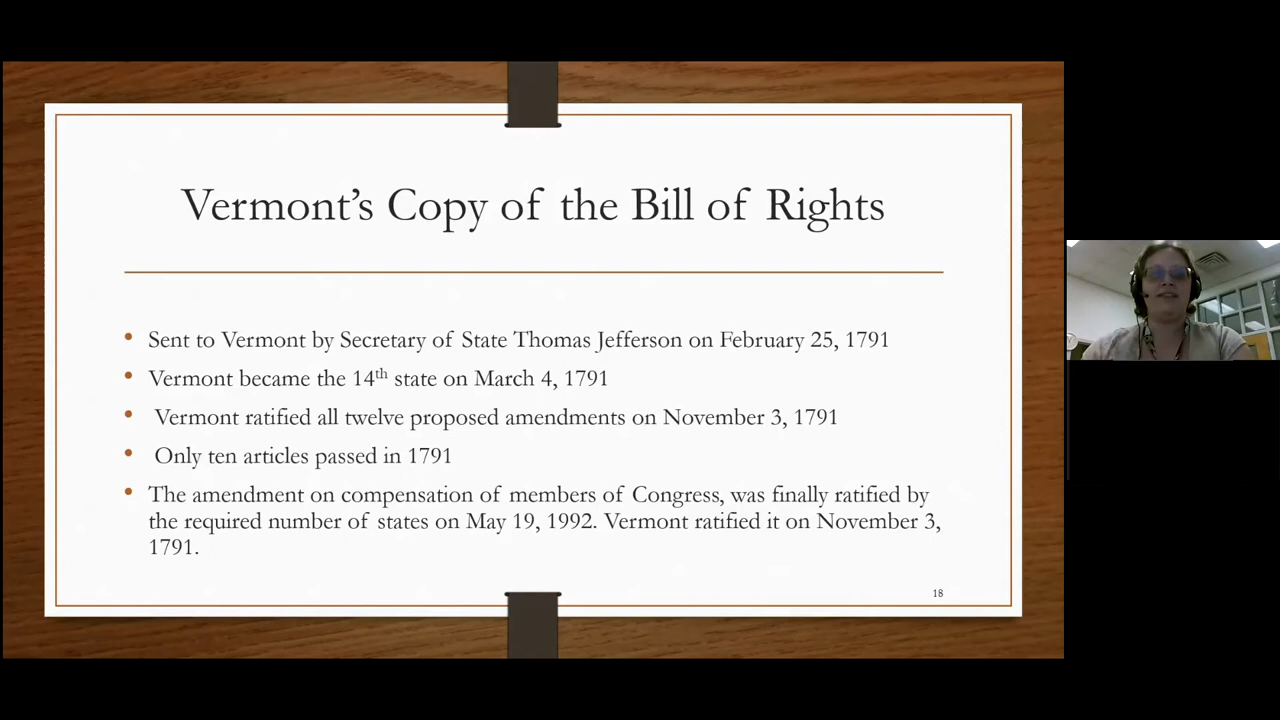 Vermont’s Copy of the Bill of Rights
• Sent to Vermont by Secretary of State Thomas Jefferson on February 25, 1791
• Vermont became the 14th state on March 4, 1791
• Vermont ratified all twelve proposed amendments on November 3, 1791
• Only ten articles passed in 1791
• The amendment on compensation of members of Congress, was finally ratified by
the required number of states on May 19, 1992. Vermont ratified it on November 3,
1791.
18